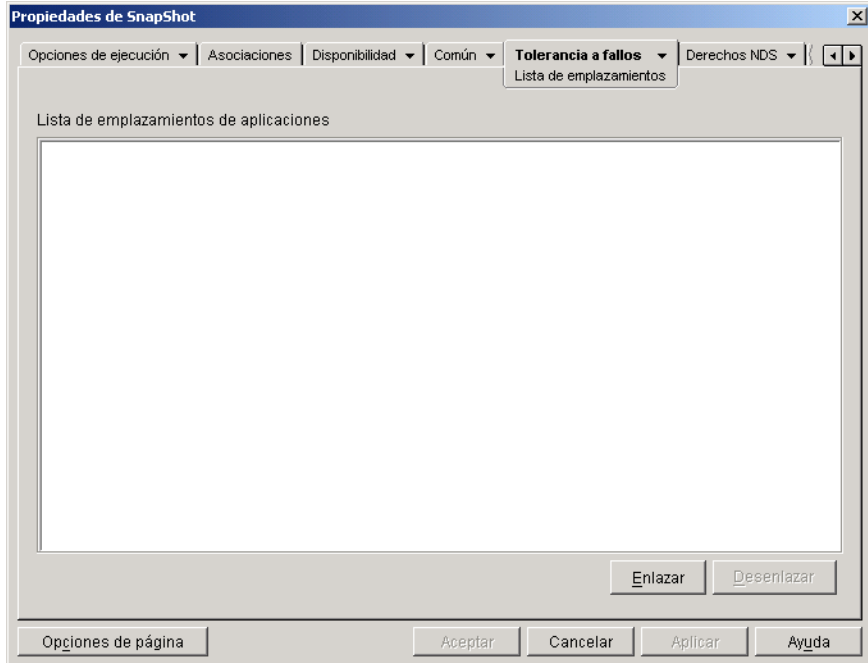 Propiedades de SnapShot
Opciones de ejecución Asociaciones Disponibilidad Común Tolerancia a fallos Derechos NDS
Lista de emplazamientos
Lista de emplazamientos de aplicaciones
Enlazar Desenlazar
Opciones de página Aceptar Cancelar Aplicar Ayuda